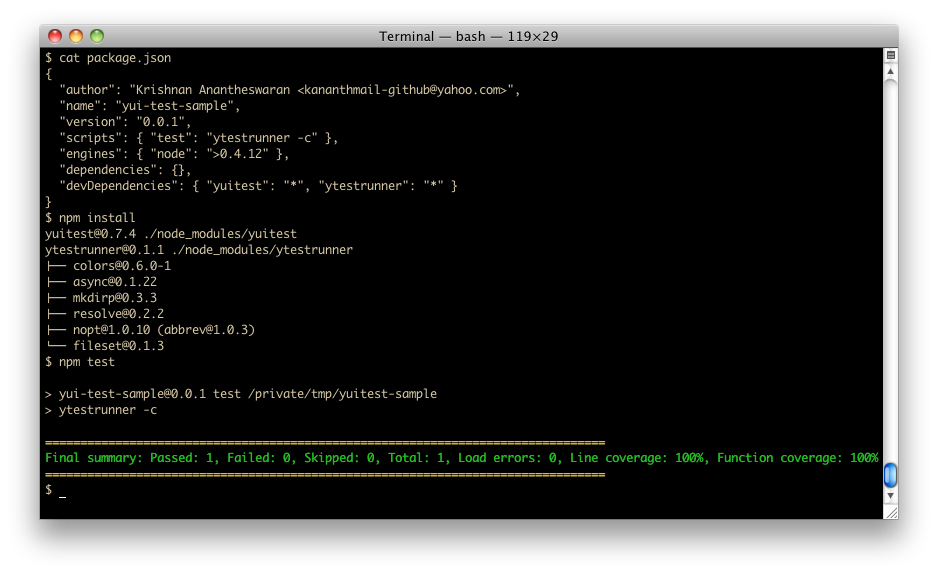 Terminal — bash — 119×29
$ cat package.json
{
  "author": "Krishnan Anantheswaran <kananthmail-github@yahoo.com>",
  "name": "yui-test-sample",
  "version": "0.0.1",
  "scripts": { "test": "ytestrunner -c" },
  "engines": { "node": ">0.4.12" },
  "dependencies": {},
  "devDependencies": { "yuitest": "*", "ytestrunner": "*" }
}
$ npm install
yuitest@0.7.4 ./node_modules/yuitest
ytestrunner@0.1.1 ./node_modules/ytestrunner
├── colors@0.6.0-1
├── async@0.1.22
├── mkdirp@0.3.3
├── resolve@0.2.2
├── nopt@1.0.10 (abbrev@1.0.3)
└── fileset@0.1.3
$ npm test
> yui-test-sample@0.0.1 test /private/tmp/yuitest-sample
> ytestrunner -c
================================================================================
Final summary: Passed: 1, Failed: 0, Skipped: 0, Total: 1, Load errors: 0, Line coverage: 100%, Function coverage: 100%
================================================================================
$ _